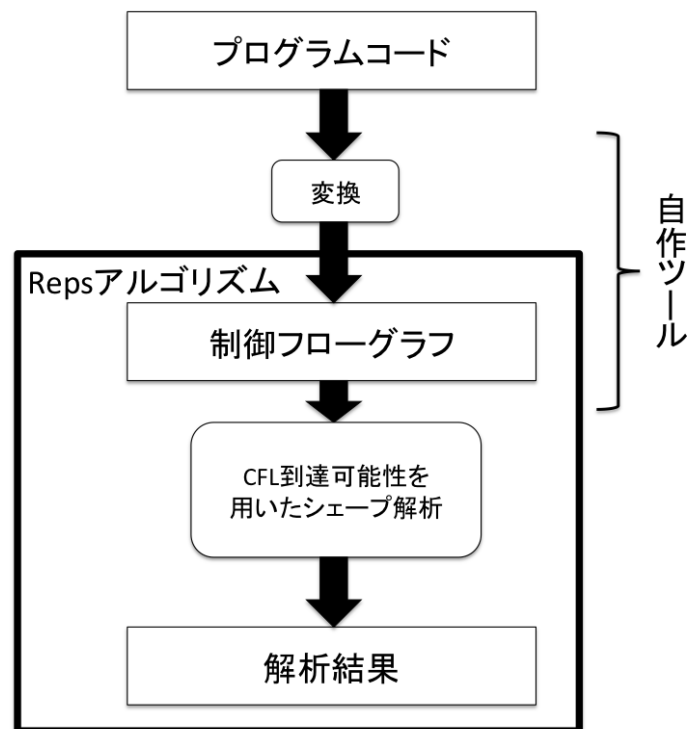 プログラムコード
変換
自作ツール
Repsアルゴリズム
制御フローグラフ
CFL到達可能性を
用いたシェープ解析
解析結果